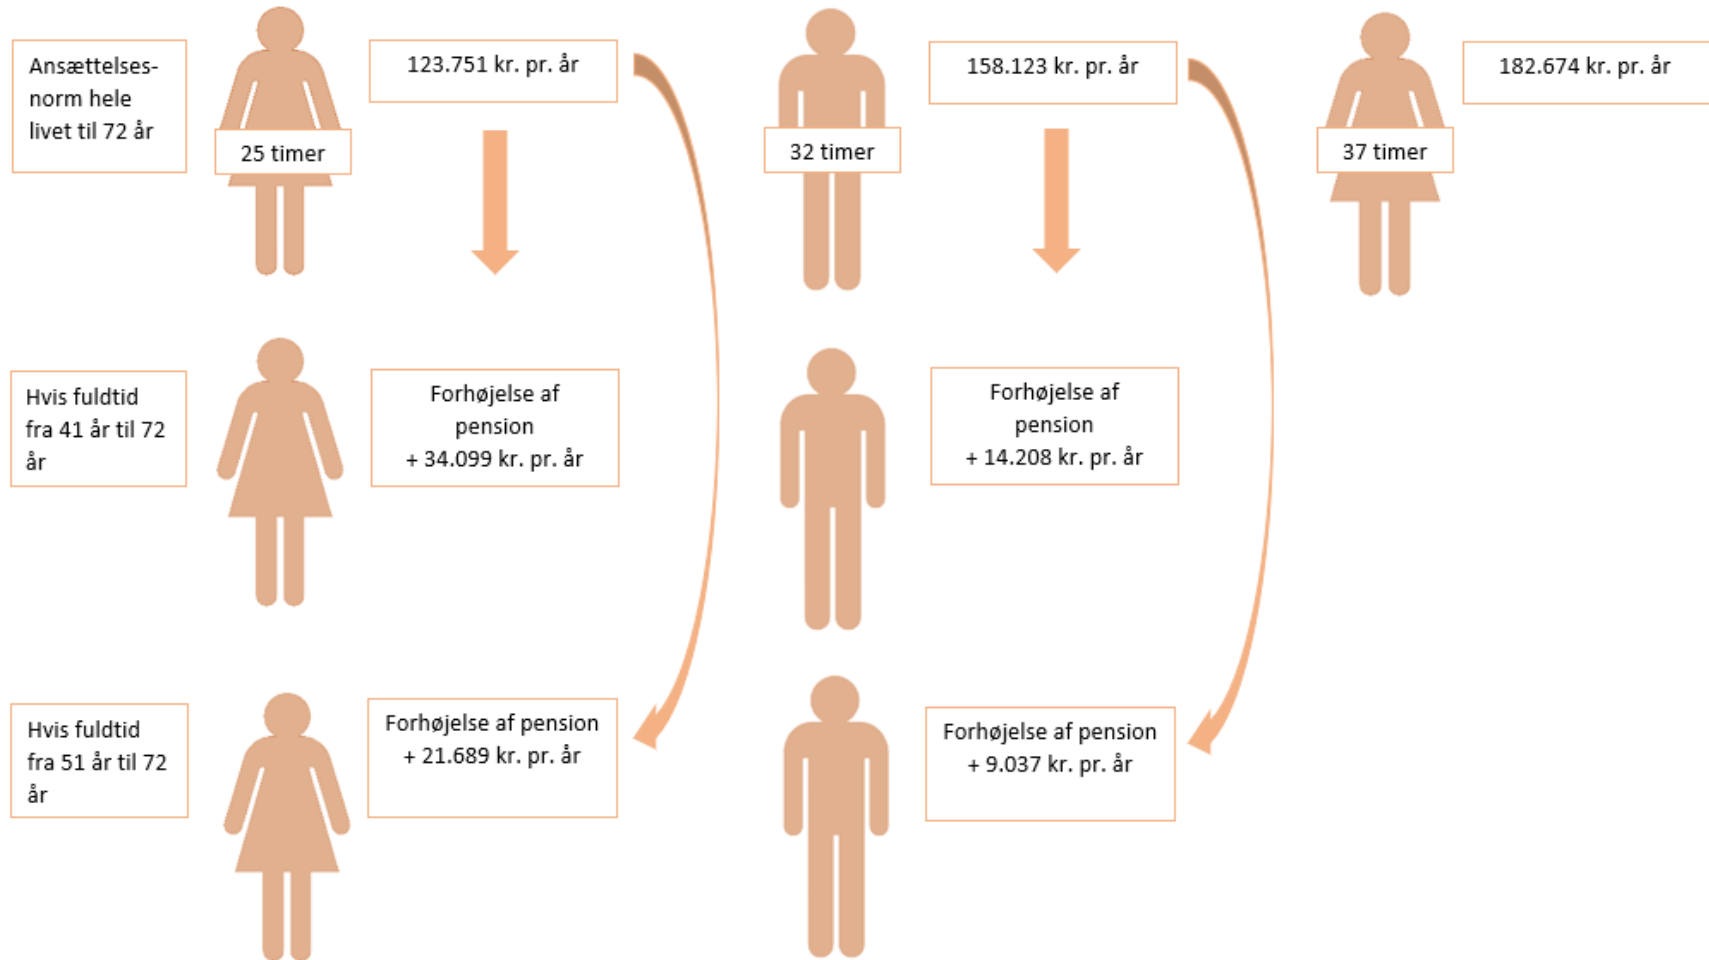 Ansættelses-
norm hele
livet til 72 år
25 timer
123.751 kr. pr. år
32 timer
158.123 kr. pr. år
37 timer
182.674 kr. pr. år
Hvis fuldtid
fra 41 år til 72
år
Forhøjelse af
pension
+ 34.099 kr. pr. år
Forhøjelse af
pension
+ 14.208 kr. pr. år
Hvis fuldtid
fra 51 år til 72
år
Forhøjelse af pension
+ 21.689 kr. pr. år
Forhøjelse af pension
+ 9.037 kr. pr. år